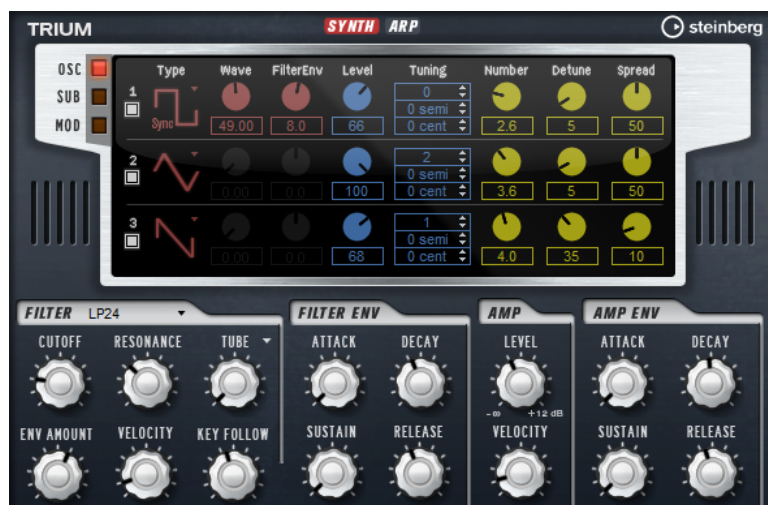 TRIUM SYNTH ARP steinberg
OSC Type Wave FilterEnv Level Tuning Number Detune Spread
SUB
MOD
1 Sync 49.00 8.0 66 0 2.6 5 50
0 semi
0 cent
2 0.00 0.0 100 2 3.6 5 50
0 semi
0 cent
3 0.00 0.0 68 1 4.0 35 10
0 semi
0 cent
FILTER LP24 FILTER ENV AMP AMP ENV
CUTOFF RESONANCE TUBE ATTACK DECAY LEVEL ATTACK DECAY
-∞ +12 dB
ENV AMOUNT VELOCITY KEY FOLLOW SUSTAIN RELEASE VELOCITY SUSTAIN RELEASE